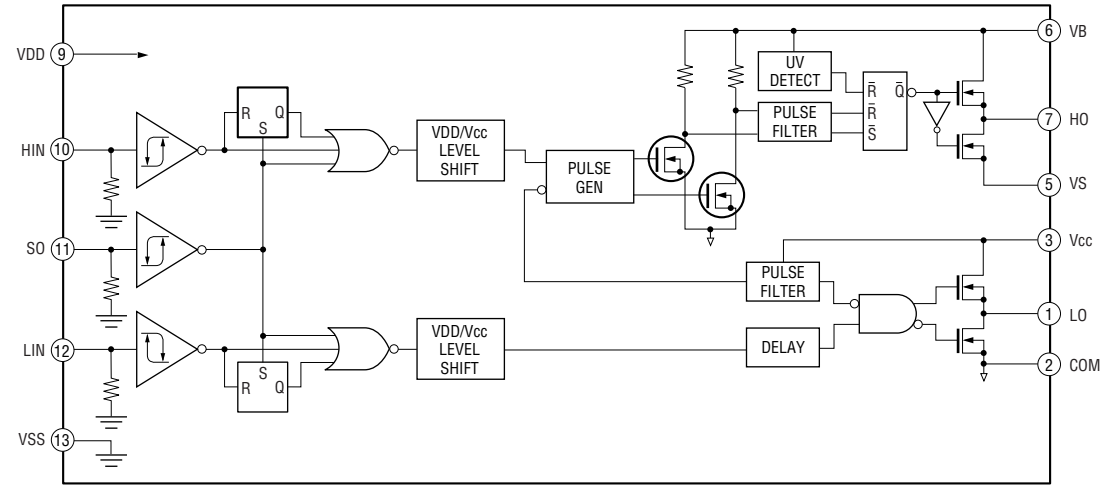 VDD 9
HIN 10
SO 11
LIN 12
VSS 13
R Q
S
S
R Q
VDD/Vcc
LEVEL
SHIFT
VDD/Vcc
LEVEL
SHIFT
PULSE
GEN
UV
DETECT
PULSE
FILTER
R̅ Q̅
R̅
S̅
PULSE
FILTER
DELAY
6 VB
7 HO
5 VS
3 Vcc
1 LO
2 COM